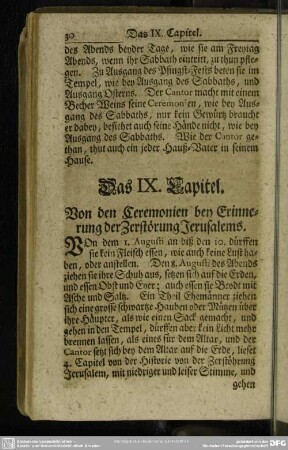 30 Das IX. Capitel.
des Abends beyder Tage, wie sie am Freytag
Abends, wenn ihr Sabbath eintritt, zu thun pfle-
gen. Zu Ausgang des Pfingst-Fests beten sie im
Tempel, wie bey Ausgang des Sabbaths, und
Ausgang Osterns. Der Cantor macht mit einem
Becher Weins seine Ceremonien, wie bey Aus-
gang des Sabbaths, nur kein Gewürtz braucht
er dabey, besiehet auch seine Hände nicht, wie bey
Ausgang des Sabbaths. Wie der Cantor ge-
than, thut auch ein jeder Hauß-Vater in seinem
Hause.
Das IX. Capitel.
Von den Ceremonien bey Erinne-
rung der Zerstörung Jerusalems.
VOn dem 1. Augusti an biß den 10. dürffen
sie kein Fleisch essen, wie auch keine Lust ha-
ben, oder anstellen. Den 8. Augusti des Abends
ziehen sie ihre Schuh aus, setzen sich auf die Erden,
und essen Obst und Eyer; auch essen sie Brodt mit
Asche und Saltz. Ein Theil Ehemänner ziehen
sich eine grosse schwartze Hauben oder Mützen über
ihre Häupter, als wie einen Sack gemacht, und
gehen in den Tempel, dürffen aber kein Licht mehr
brennen lassen, als eines für dem Altar, und der
Cantor setzt sich bey dem Altar auf die Erde, lieset
4. Capitel von der Historie von der Zerstöhrung
Jerusalem, mit niedriger und leiser Stimme, und
gehen